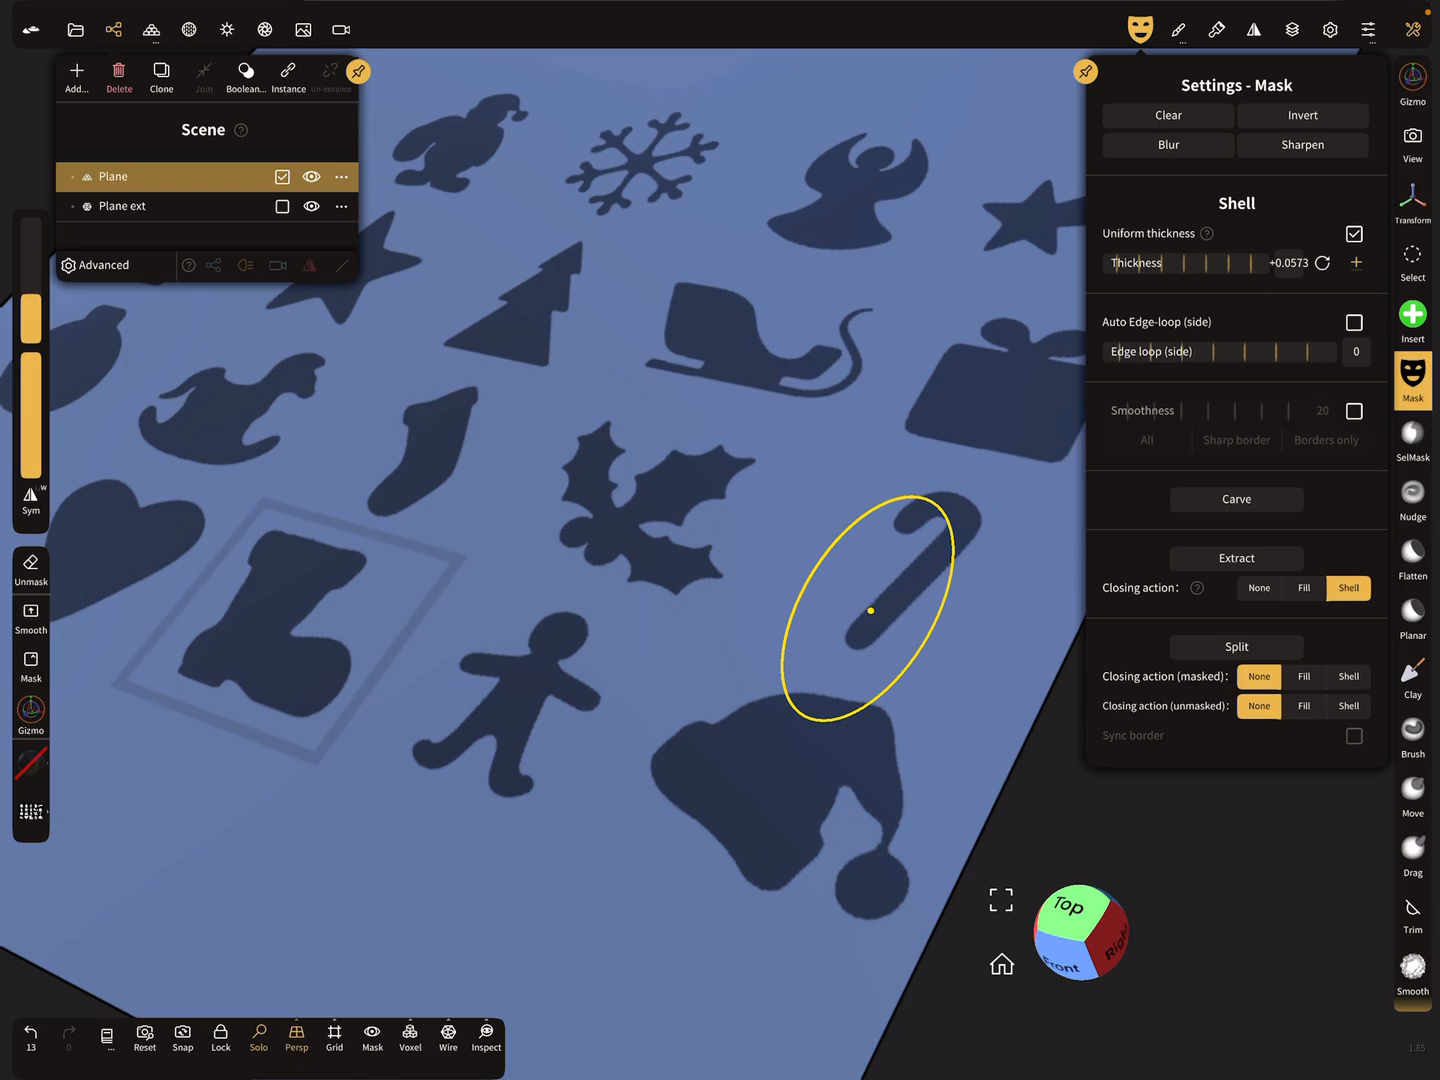 Add...
Delete
Clone
Join
Boolean...
Instance
Un-instance
Scene
?
Plane
Plane ext
Advanced
?
Settings - Mask
Clear
Invert
Blur
Sharpen
Shell
Uniform thickness ?
Thickness
+0.0573
+
Auto Edge-loop (side)
Edge loop (side)
0
Smoothness
20
All
Sharp border
Borders only
Carve
Extract
Closing action: ?
None
Fill
Shell
Split
Closing action (masked):
None
Fill
Shell
Closing action (unmasked):
None
Fill
Shell
Sync border
Gizmo
View
Transform
Select
Insert
Mask
SelMask
Nudge
Flatten
Planar
Clay
Brush
Move
Drag
Trim
Smooth
1.85
W
Sym
Unmask
Smooth
Mask
Gizmo
Top
Front
Right
13
0
...
Reset
Snap
Lock
Solo
Persp
Grid
Mask
Voxel
Wire
Inspect